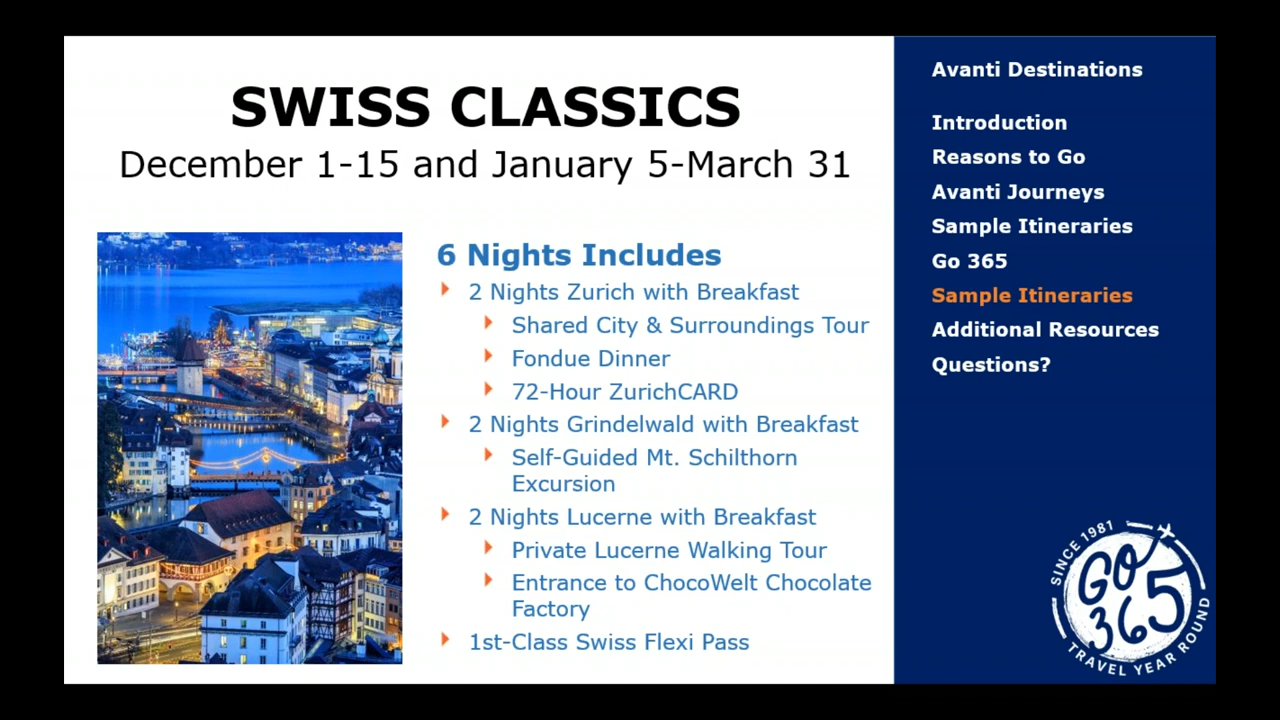 SWISS CLASSICS
December 1-15 and January 5-March 31
6 Nights Includes
2 Nights Zurich with Breakfast
Shared City & Surroundings Tour
Fondue Dinner
72-Hour ZurichCARD
2 Nights Grindelwald with Breakfast
Self-Guided Mt. Schilthorn
Excursion
2 Nights Lucerne with Breakfast
Private Lucerne Walking Tour
Entrance to ChocoWelt Chocolate
Factory
1st-Class Swiss Flexi Pass
Avanti Destinations
Introduction
Reasons to Go
Avanti Journeys
Sample Itineraries
Go 365
Sample Itineraries
Additional Resources
Questions?
SINCE 1981
GO
365
TRAVEL YEAR ROUND